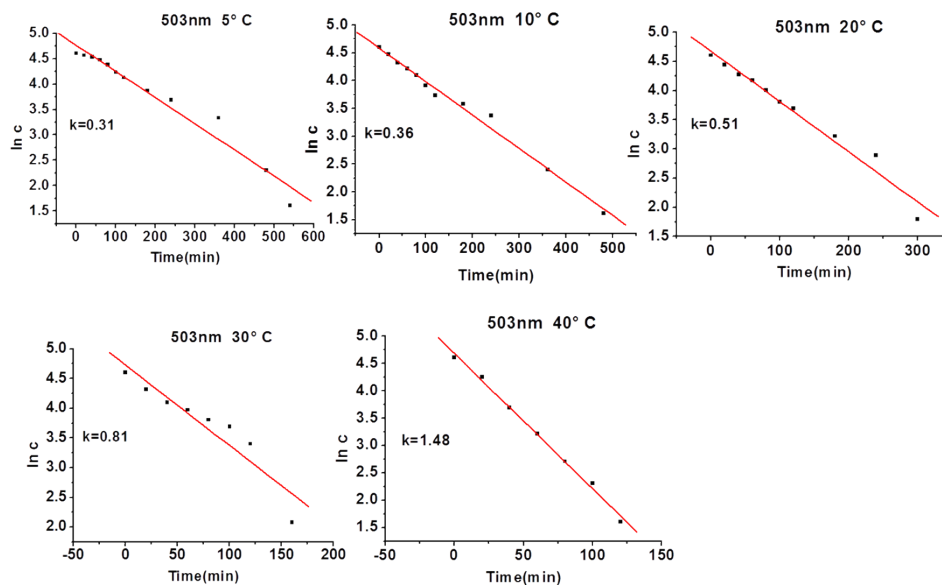 503nm 5° C
5.0
4.5
4.0
3.5
3.0
2.5
2.0
1.5
ln c
k=0.31
0 100 200 300 400 500 600
Time(min)
503nm 10° C
5.0
4.5
4.0
3.5
3.0
2.5
2.0
1.5
ln c
k=0.36
0 100 200 300 400 500
Time(min)
503nm 20° C
5.0
4.5
4.0
3.5
3.0
2.5
2.0
1.5
ln c
k=0.51
0 100 200 300
Time(min)
503nm 30° C
5.0
4.5
4.0
3.5
3.0
2.5
2.0
ln c
k=0.81
-50 0 50 100 150 200
Time(min)
503nm 40° C
5.0
4.5
4.0
3.5
3.0
2.5
2.0
1.5
ln c
k=1.48
-50 0 50 100 150
Time(min)